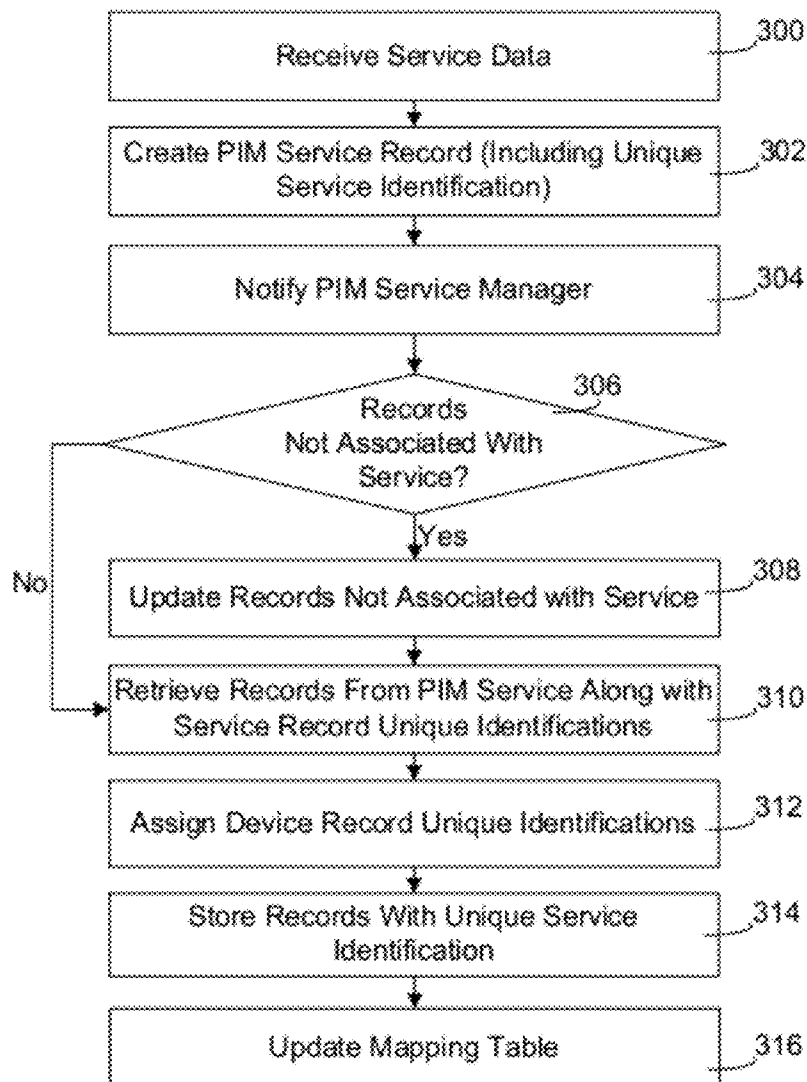 Receive Service Data
300
Create PIM Service Record (Including Unique
Service Identification)
302
Notify PIM Service Manager
304
306
Records
Not Associated With
Service?
Yes
No
Update Records Not Associated with Service
308
Retrieve Records From PIM Service Along with
Service Record Unique Identifications
310
Assign Device Record Unique Identifications
312
Store Records With Unique Service
Identification
314
Update Mapping Table
316